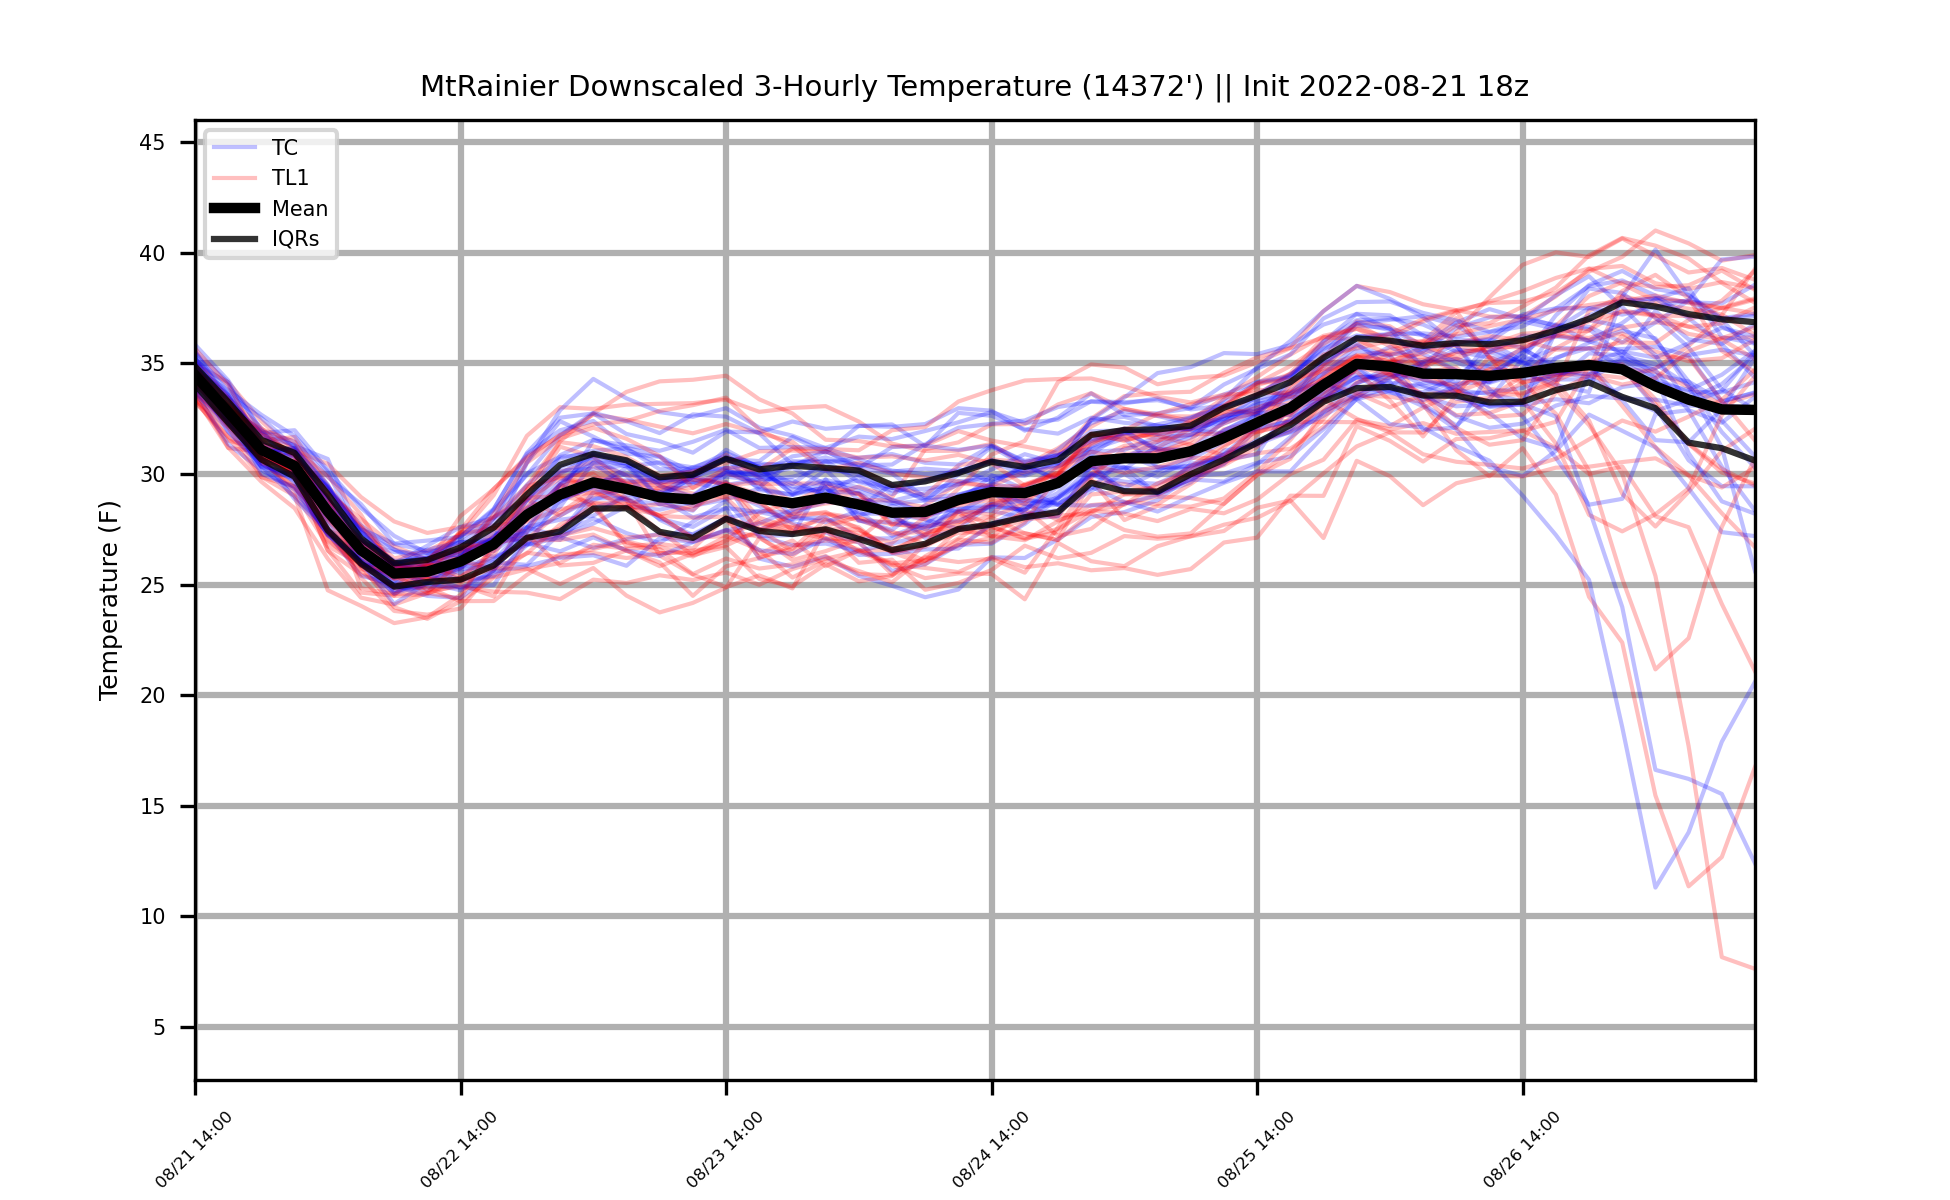 MtRainier Downscaled 3-Hourly Temperature (14372') || Init 2022-08-21 18z
TC
TL1
Mean
IQRs
Temperature (F)
45
40
35
30
25
20
15
10
5
08/21 14:00
08/22 14:00
08/23 14:00
08/24 14:00
08/25 14:00
08/26 14:00